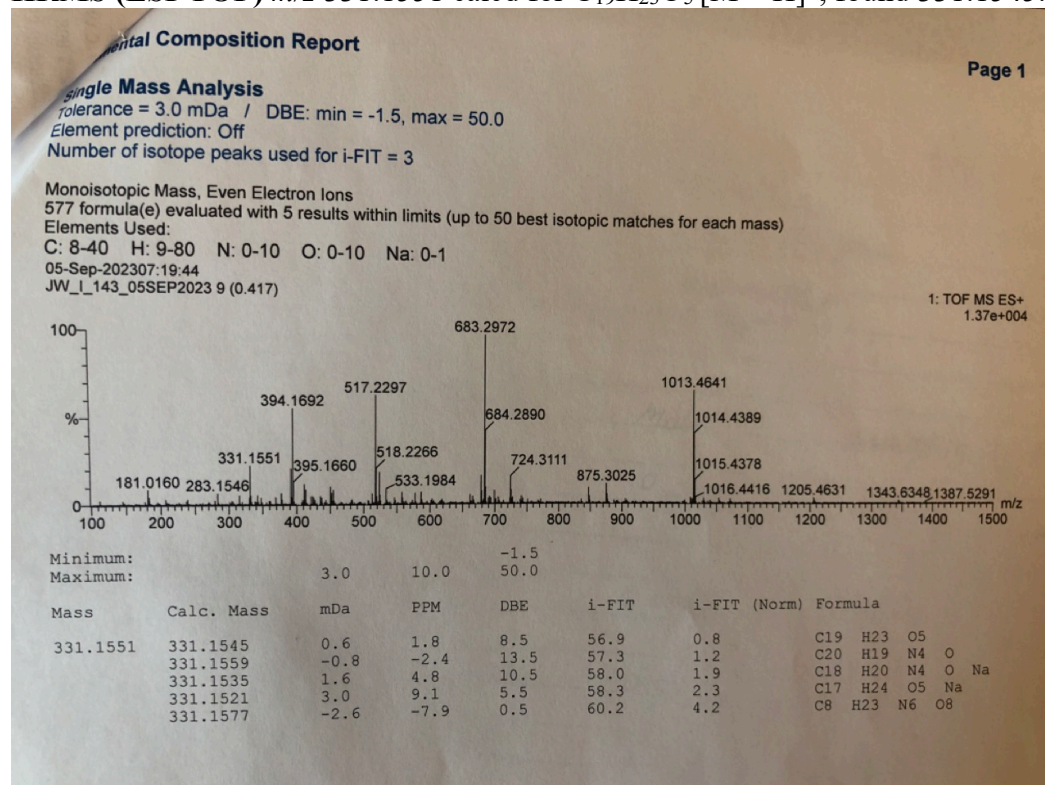 Composition Report
Page 1
Mass Analysis
Tolerance = 3.0 mDa / DBE: min = -1.5, max = 50.0
Element prediction: Off
Number of isotope peaks used for i-FIT = 3
Monoisotopic Mass, Even Electron Ions
577 formula(e) evaluated with 5 results within limits (up to 50 best isotopic matches for each mass)
Elements Used:
C: 8-40 H: 9-80 N: 0-10 O: 0-10 Na: 0-1
05-Sep-202307:19:44
JW_I_143_05SEP2023 9 (0.417)
1: TOF MS ES+
1.37e+004
100
%
0
683.2972
517.2297
1013.4641
394.1692
684.2890
1014.4389
331.1551
395.1660
518.2266
724.3111
1015.4378
181.0160
283.1546
533.1984
875.3025
1016.4416
1205.4631
1343.6348
1387.5291
m/z
100 200 300 400 500 600 700 800 900 1000 1100 1200 1300 1400 1500
Minimum: -1.5
Maximum: 3.0 10.0 50.0
Mass Calc. Mass mDa PPM DBE i-FIT i-FIT (Norm) Formula
331.1551 331.1545 0.6 1.8 8.5 56.9 0.8 C19 H23 O5
331.1559 -0.8 -2.4 13.5 57.3 1.2 C20 H19 N4 O
331.1535 1.6 4.8 10.5 58.0 1.9 C18 H20 N4 O Na
331.1521 3.0 9.1 5.5 58.3 2.3 C17 H24 O5 Na
331.1577 -2.6 -7.9 0.5 60.2 4.2 C8 H23 N6 O8